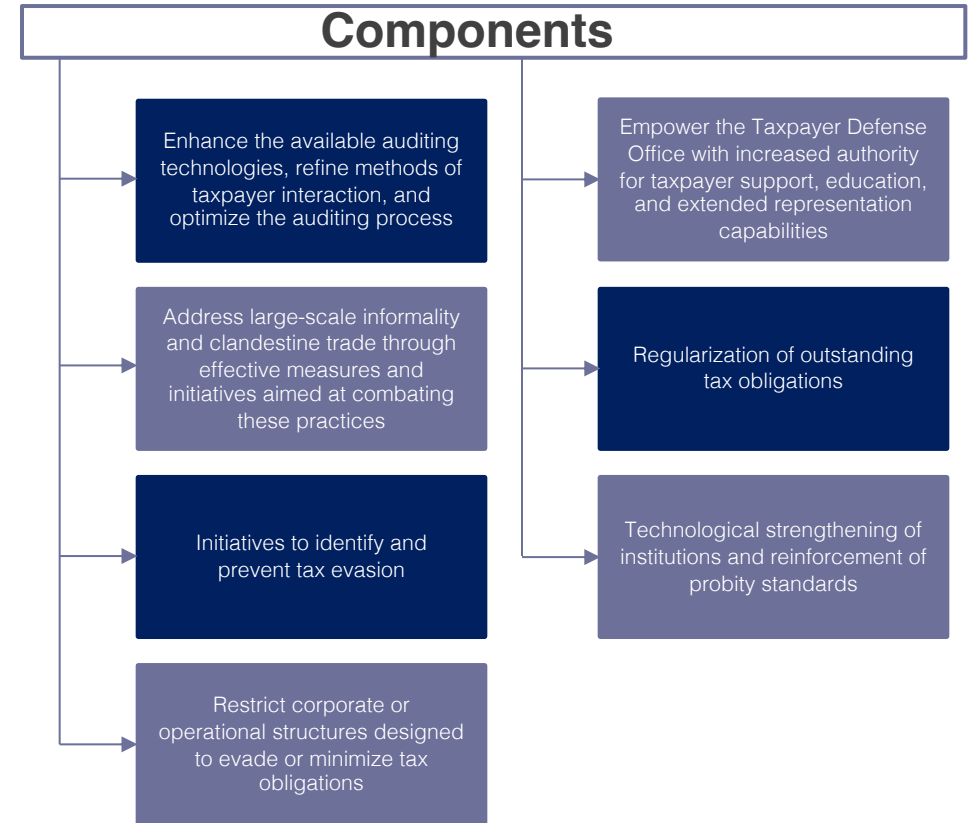 Components
Enhance the available auditing
technologies, refine methods of
taxpayer interaction, and
optimize the auditing process
Address large-scale informality
and clandestine trade through
effective measures and
initiatives aimed at combating
these practices
Initiatives to identify and
prevent tax evasion
Restrict corporate or
operational structures designed
to evade or minimize tax
obligations
Empower the Taxpayer Defense
Office with increased authority
for taxpayer support, education,
and extended representation
capabilities
Regularization of outstanding
tax obligations
Technological strengthening of
institutions and reinforcement of
probity standards